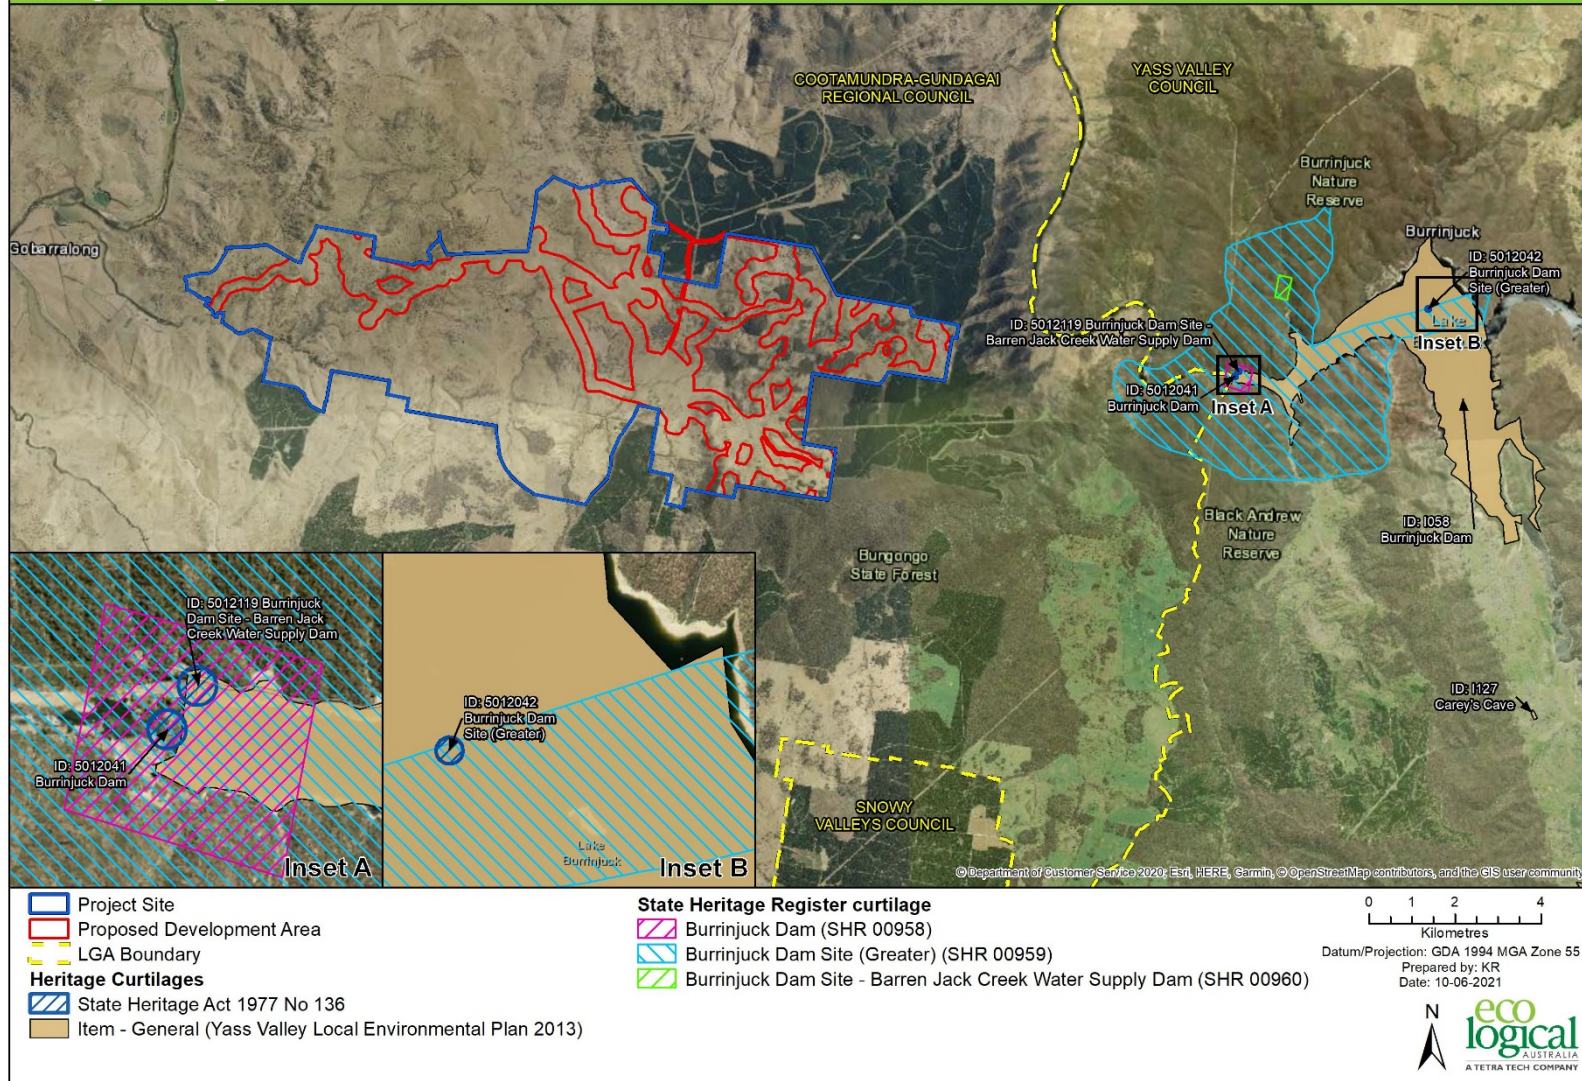 COOTAMUNDRA-GUNDAGAI
REGIONAL COUNCIL
YASS VALLEY
COUNCIL
Burrinjuck
Nature
Reserve
Gobarralong
Burrinjuck
ID: 5012042
Burrinjuck Dam
Site (Greater)
ID: 5012119 Burrinjuck Dam Site -
Barren Jack Creek Water Supply Dam
Lake
Inset B
ID: 5012041
Burrinjuck Dam
Inset A
Black Andrew
Nature
Reserve
ID: I058
Burrinjuck Dam
Bungongo
State Forest
ID: I127
Carey's Cave
SNOWY
VALLEYS COUNCIL
ID: 5012119 Burrinjuck
Dam Site - Barren Jack
Creek Water Supply Dam
ID: 5012041
Burrinjuck Dam
Inset A
ID: 5012042
Burrinjuck Dam
Site (Greater)
Lake
Burrinjuck
Inset B
© Department of Customer Service 2020; Esri, HERE, Garmin, © OpenStreetMap contributors, and the GIS user community
Project Site
Proposed Development Area
LGA Boundary
Heritage Curtilages
State Heritage Act 1977 No 136
Item - General (Yass Valley Local Environmental Plan 2013)
State Heritage Register curtilage
Burrinjuck Dam (SHR 00958)
Burrinjuck Dam Site (Greater) (SHR 00959)
Burrinjuck Dam Site - Barren Jack Creek Water Supply Dam (SHR 00960)
0 1 2 4
Kilometres
Datum/Projection: GDA 1994 MGA Zone 55
Prepared by: KR
Date: 10-06-2021
N
eco
logical
AUSTRALIA
A TETRA TECH COMPANY